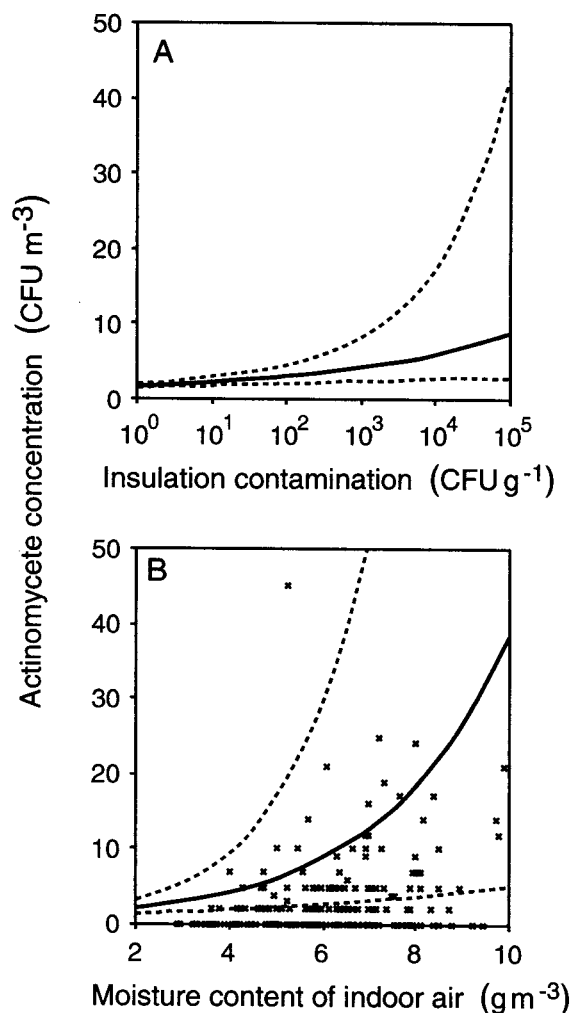 Actinomycete concentration (CFU m-3)
A
50
40
30
20
10
0
10^0 10^1 10^2 10^3 10^4 10^5
Insulation contamination (CFU g-1)
B
50
40
30
20
10
0
2 4 6 8 10
Moisture content of indoor air (g m-3)